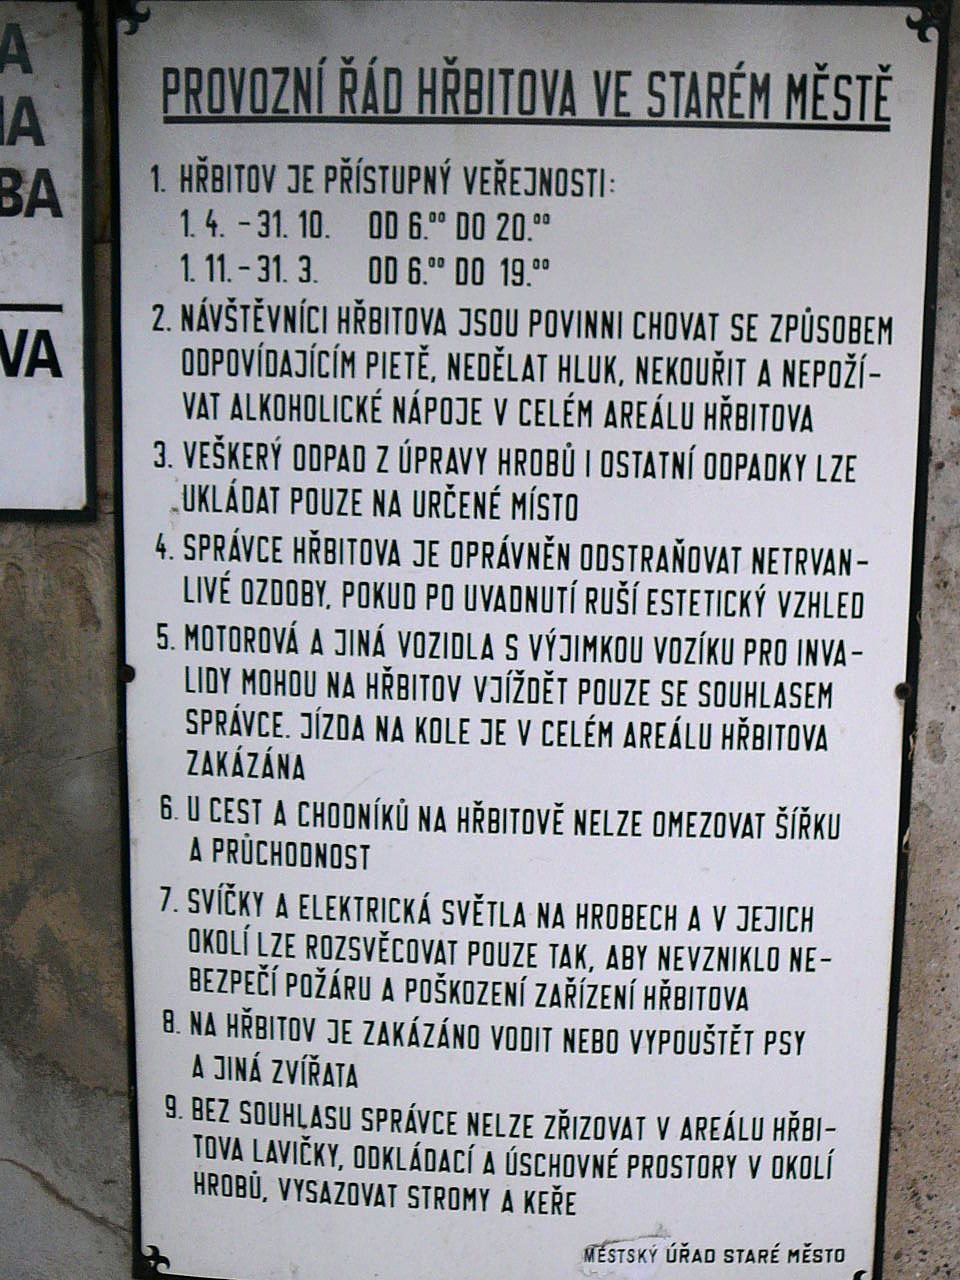 A
HA
BA
VA
PROVOZNÍ ŘÁD HŘBITOVA VE STARÉM MĚSTĚ
1. HŘBITOV JE PŘÍSTUPNÝ VEŘEJNOSTI:
1. 4. - 31. 10. OD 6.⁰⁰ DO 20.⁰⁰
1. 11. - 31. 3. OD 6.⁰⁰ DO 19.⁰⁰
2. NÁVŠTĚVNÍCI HŘBITOVA JSOU POVINNI CHOVAT SE ZPŮSOBEM
ODPOVÍDAJÍCÍM PIETĚ, NEDĚLAT HLUK, NEKOUŘIT A NEPOŽÍ-
VAT ALKOHOLICKÉ NÁPOJE V CELÉM AREÁLU HŘBITOVA
3. VEŠKERÝ ODPAD Z ÚPRAVY HROBŮ I OSTATNÍ ODPADKY LZE
UKLÁDAT POUZE NA URČENÉ MÍSTO
4. SPRÁVCE HŘBITOVA JE OPRÁVNĚN ODSTRAŇOVAT NETRVAN-
LIVÉ OZDOBY, POKUD PO UVADNUTÍ RUŠÍ ESTETICKÝ VZHLED
5. MOTOROVÁ A JINÁ VOZIDLA S VÝJIMKOU VOZÍKU PRO INVA-
LIDY MOHOU NA HŘBITOV VJÍŽDĚT POUZE SE SOUHLASEM
SPRÁVCE. JÍZDA NA KOLE JE V CELÉM AREÁLU HŘBITOVA
ZAKÁZÁNA
6. U CEST A CHODNÍKŮ NA HŘBITOVĚ NELZE OMEZOVAT ŠÍŘKU
A PRŮCHODNOST
7. SVÍČKY A ELEKTRICKÁ SVĚTLA NA HROBECH A V JEJICH
OKOLÍ LZE ROZSVĚCOVAT POUZE TAK, ABY NEVZNIKLO NE-
BEZPEČÍ POŽÁRU A POŠKOZENÍ ZAŘÍZENÍ HŘBITOVA
8. NA HŘBITOV JE ZAKÁZÁNO VODIT NEBO VYPOUŠTĚT PSY
A JINÁ ZVÍŘATA
9. BEZ SOUHLASU SPRÁVCE NELZE ZŘIZOVAT V AREÁLU HŘBI-
TOVA LAVIČKY, ODKLÁDACÍ A ÚSCHOVNÉ PROSTORY V OKOLÍ
HROBŮ, VYSAZOVAT STROMY A KEŘE
MĚSTSKÝ ÚŘAD STARÉ MĚSTO